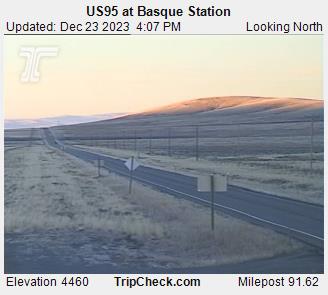 US95 at Basque Station
Updated: Dec 23 2023 4:07 PM Looking North
Elevation 4460 TripCheck.com Milepost 91.62